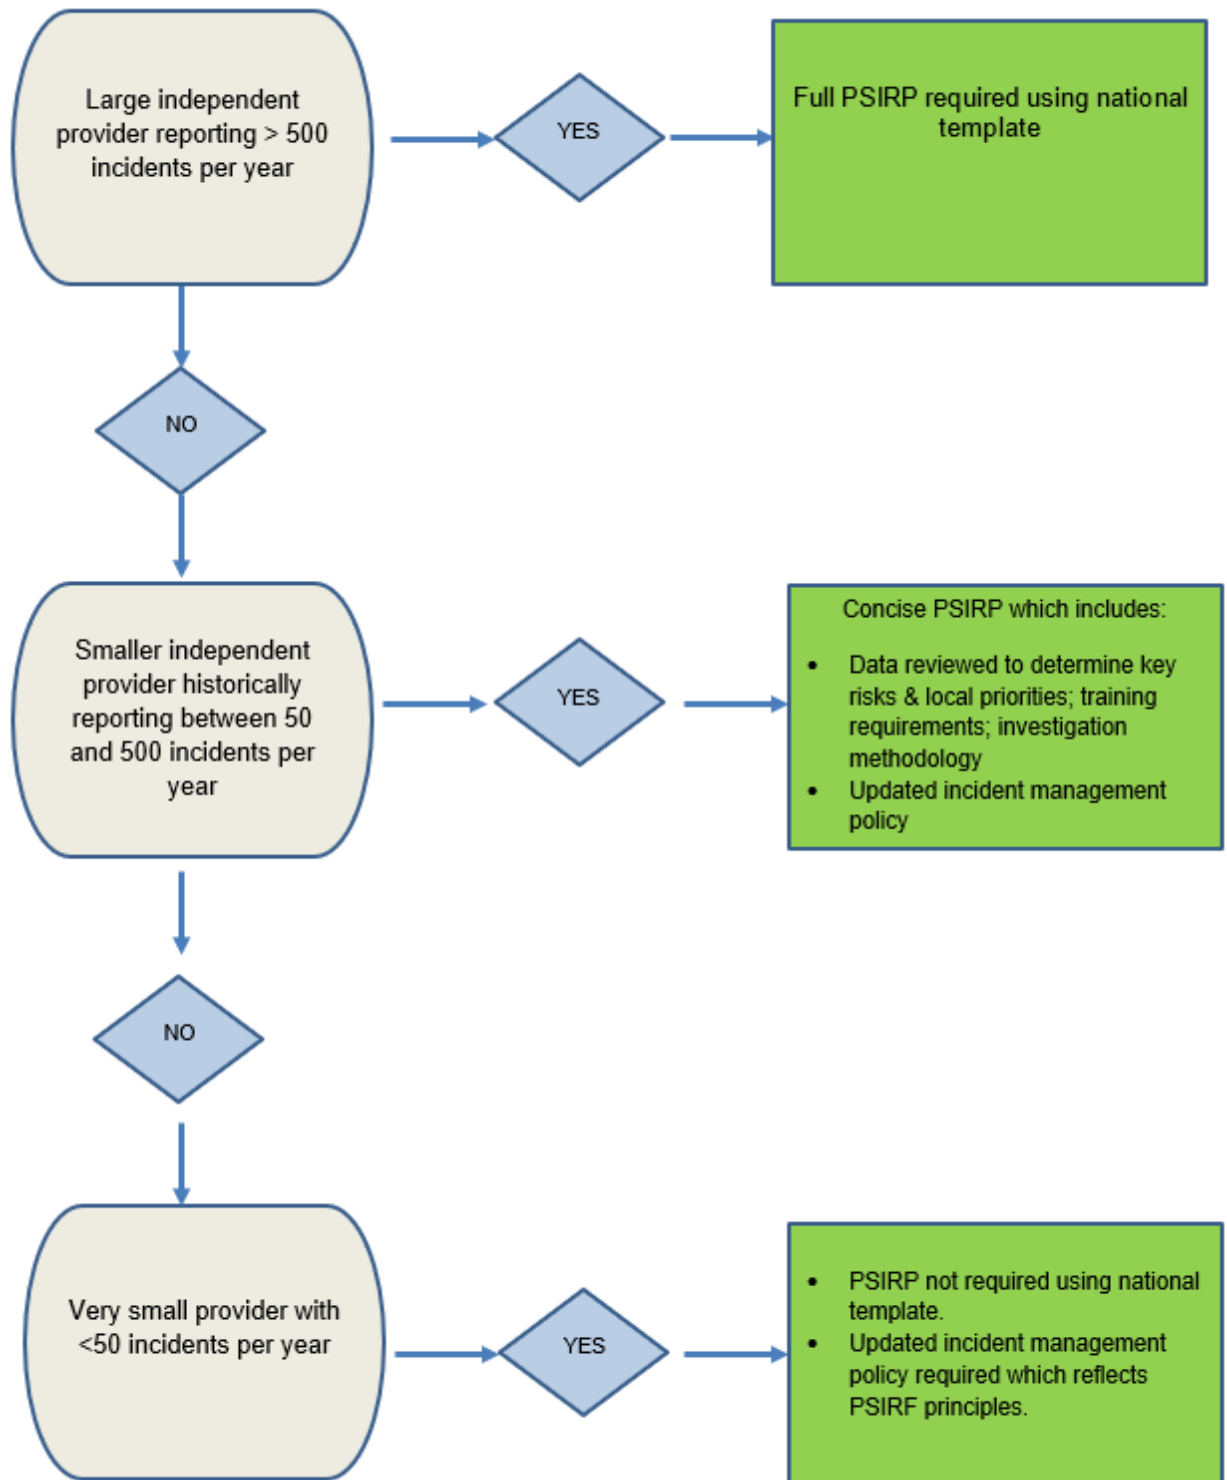 Large independent
provider reporting > 500
incidents per year
YES
Full PSIRP required using national
template
NO
Smaller independent
provider historically
reporting between 50
and 500 incidents per
year
YES
Concise PSIRP which includes:
• Data reviewed to determine key
risks & local priorities; training
requirements; investigation
methodology
• Updated incident management
policy
NO
Very small provider with
<50 incidents per year
YES
• PSIRP not required using national
template.
• Updated incident management
policy required which reflects
PSIRF principles.